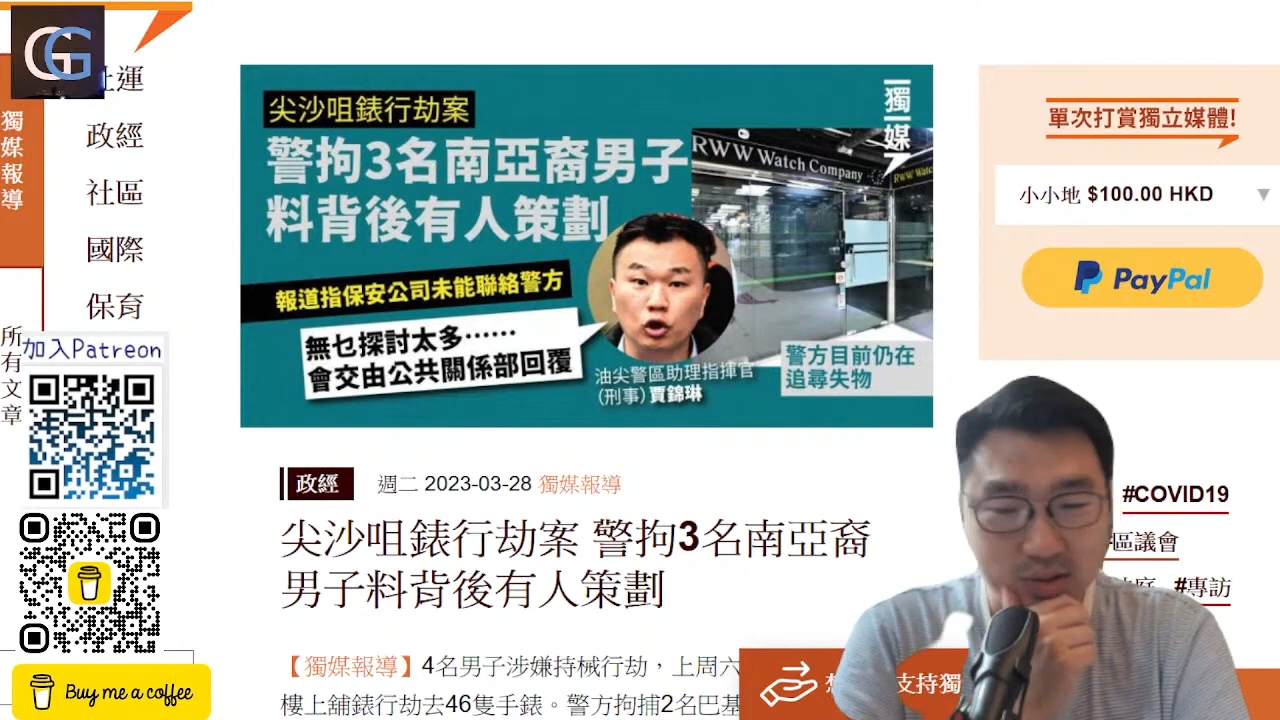 GG
社運
政經
社區
國際
保育
獨媒報導
所有文章
加入Patreon
Buy me a coffee
尖沙咀錶行劫案
警拘3名南亞裔男子
料背後有人策劃
報道指保安公司未能聯絡警方
無乜探討太多⋯⋯
會交由公共關係部回覆
油尖警區助理指揮官
(刑事)賈錦琳
獨媒
RWW Watch Company
RWW Watc
警方目前仍在
追尋失物
單次打賞獨立媒體!
小小地 $100.00 HKD
PayPal
政經 週二 2023-03-28 獨媒報導
尖沙咀錶行劫案 警拘3名南亞裔
男子料背後有人策劃
【獨媒報導】4名男子涉嫌持械行劫，上周六
樓上舖錶行劫去46隻手錶。警方拘捕2名巴基
#COVID19
區議會
#專訪
支持獨